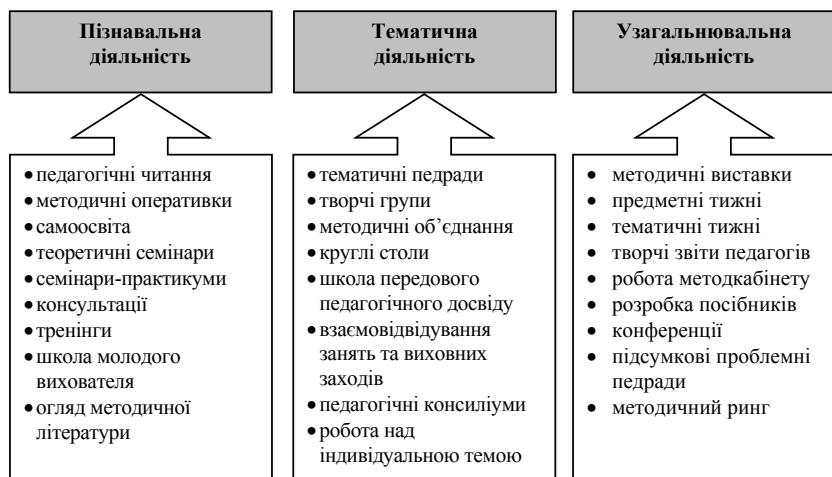 Пізнавальна
діяльність
• педагогічні читання
• методичні оперативки
• самоосвіта
• теоретичні семінари
• семінари-практикуми
• консультації
• тренінги
• школа молодого
вихователя
• огляд методичної
літератури
Тематична
діяльність
• тематичні педради
• творчі групи
• методичні об’єднання
• круглі столи
• школа передового
педагогічного досвіду
• взаємовідвідування
занять та виховних
заходів
• педагогічні консиліуми
• робота над
індивідуальною темою
Узагальнювальна
діяльність
• методичні виставки
• предметні тижні
• тематичні тижні
• творчі звіти педагогів
• робота методкабінету
• розробка посібників
• конференції
• підсумкові проблемні
педради
• методичний ринг